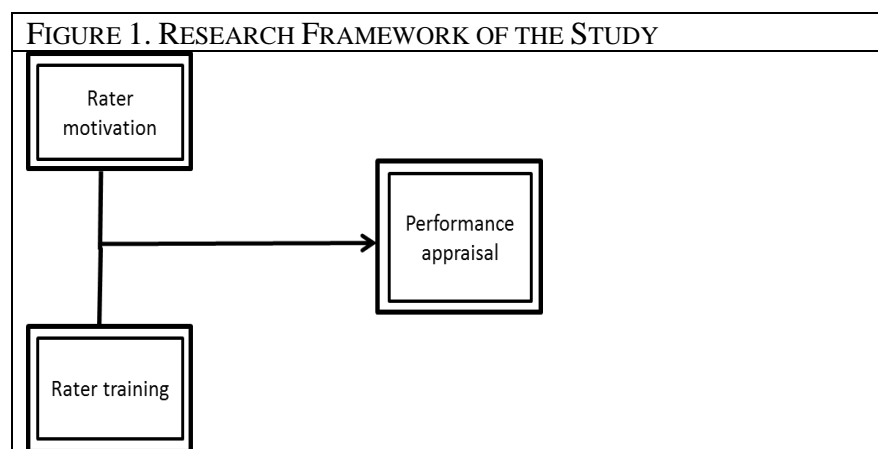 FIGURE 1. RESEARCH FRAMEWORK OF THE STUDY
Rater
motivation
Performance
appraisal
Rater training